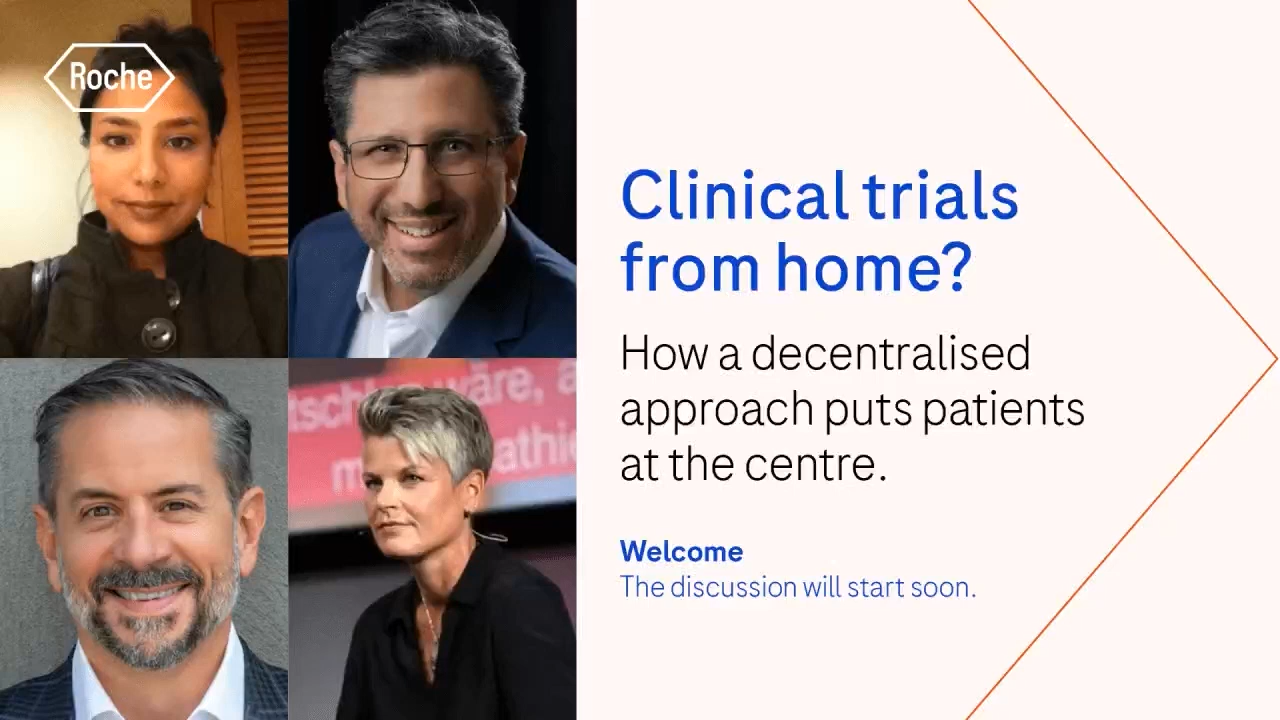 Roche
Clinical trials
from home?
How a decentralised
approach puts patients
at the centre.
Welcome
The discussion will start soon.
wäre, a